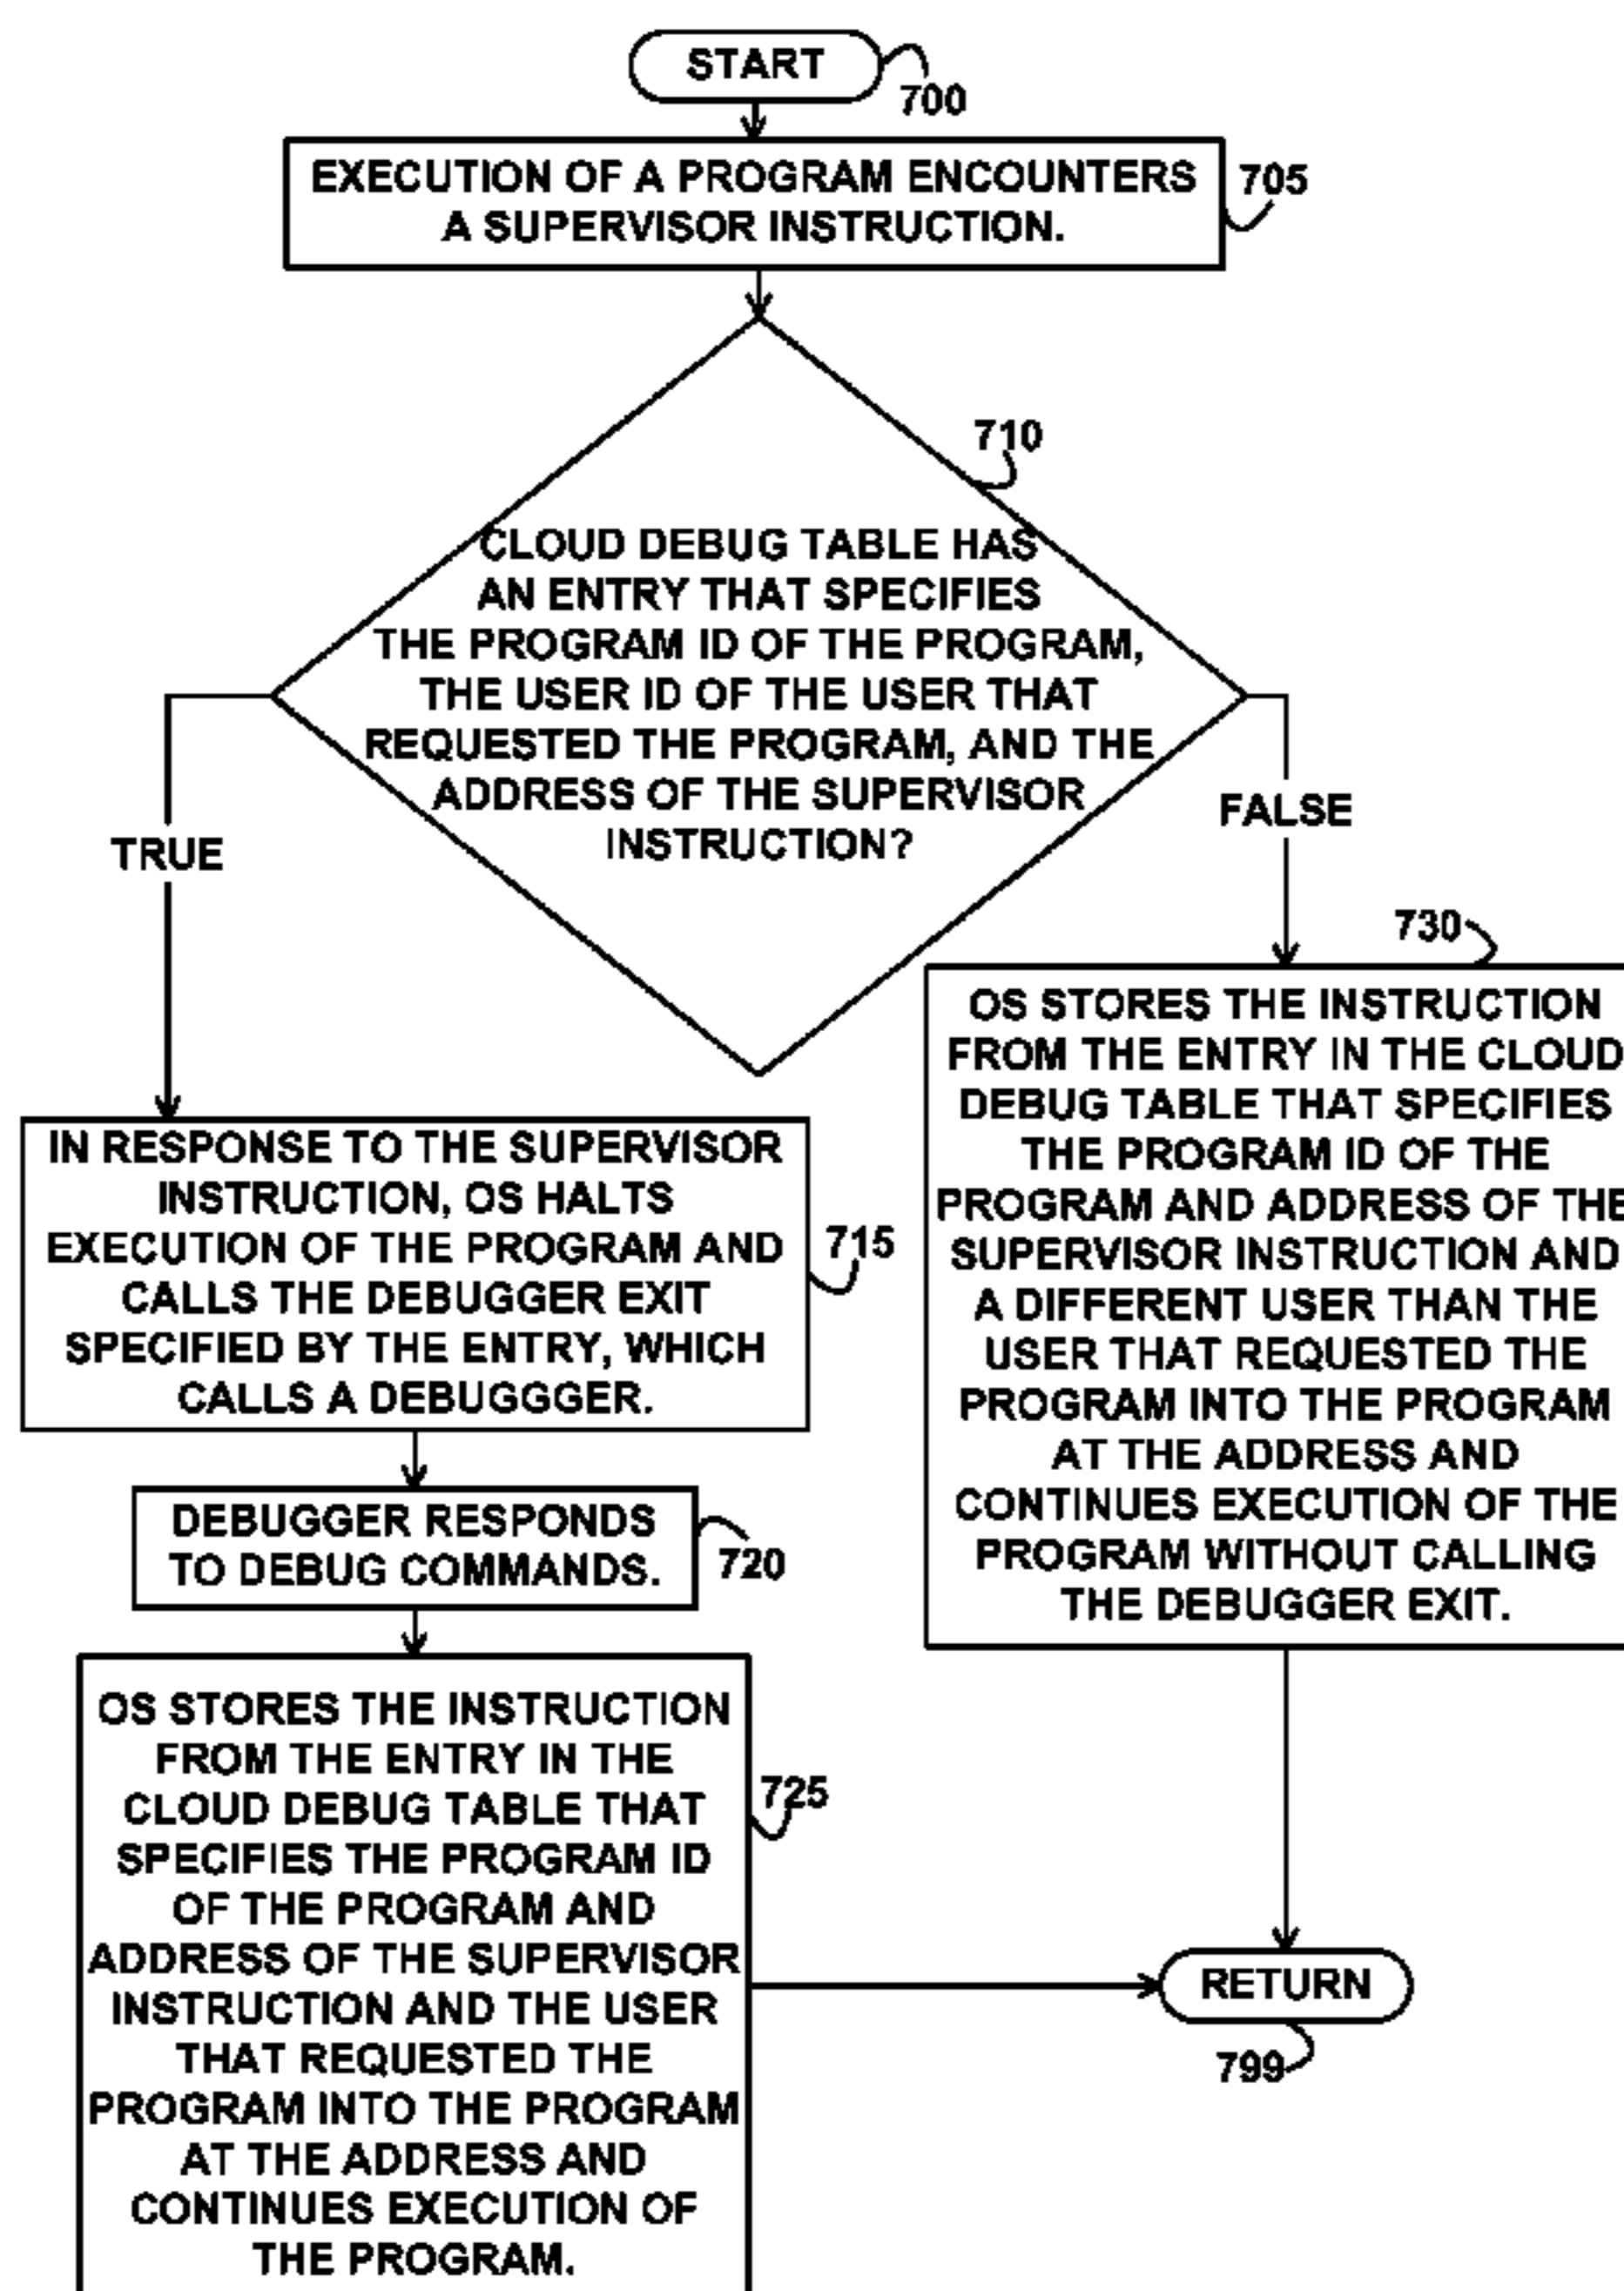 START
700
EXECUTION OF A PROGRAM ENCOUNTERS
A SUPERVISOR INSTRUCTION.
705
710
CLOUD DEBUG TABLE HAS
AN ENTRY THAT SPECIFIES
THE PROGRAM ID OF THE PROGRAM,
THE USER ID OF THE USER THAT
REQUESTED THE PROGRAM, AND THE
ADDRESS OF THE SUPERVISOR
INSTRUCTION?
TRUE
FALSE
IN RESPONSE TO THE SUPERVISOR
INSTRUCTION, OS HALTS
EXECUTION OF THE PROGRAM AND
CALLS THE DEBUGGER EXIT
SPECIFIED BY THE ENTRY, WHICH
CALLS A DEBUGGGER.
715
DEBUGGER RESPONDS
TO DEBUG COMMANDS.
720
OS STORES THE INSTRUCTION
FROM THE ENTRY IN THE
CLOUD DEBUG TABLE THAT
SPECIFIES THE PROGRAM ID
OF THE PROGRAM AND
ADDRESS OF THE SUPERVISOR
INSTRUCTION AND THE USER
THAT REQUESTED THE
PROGRAM INTO THE PROGRAM
AT THE ADDRESS AND
CONTINUES EXECUTION OF
THE PROGRAM.
725
730
OS STORES THE INSTRUCTION
FROM THE ENTRY IN THE CLOUD
DEBUG TABLE THAT SPECIFIES
THE PROGRAM ID OF THE
PROGRAM AND ADDRESS OF THE
SUPERVISOR INSTRUCTION AND
A DIFFERENT USER THAN THE
USER THAT REQUESTED THE
PROGRAM INTO THE PROGRAM
AT THE ADDRESS AND
CONTINUES EXECUTION OF THE
PROGRAM WITHOUT CALLING
THE DEBUGGER EXIT.
RETURN
799